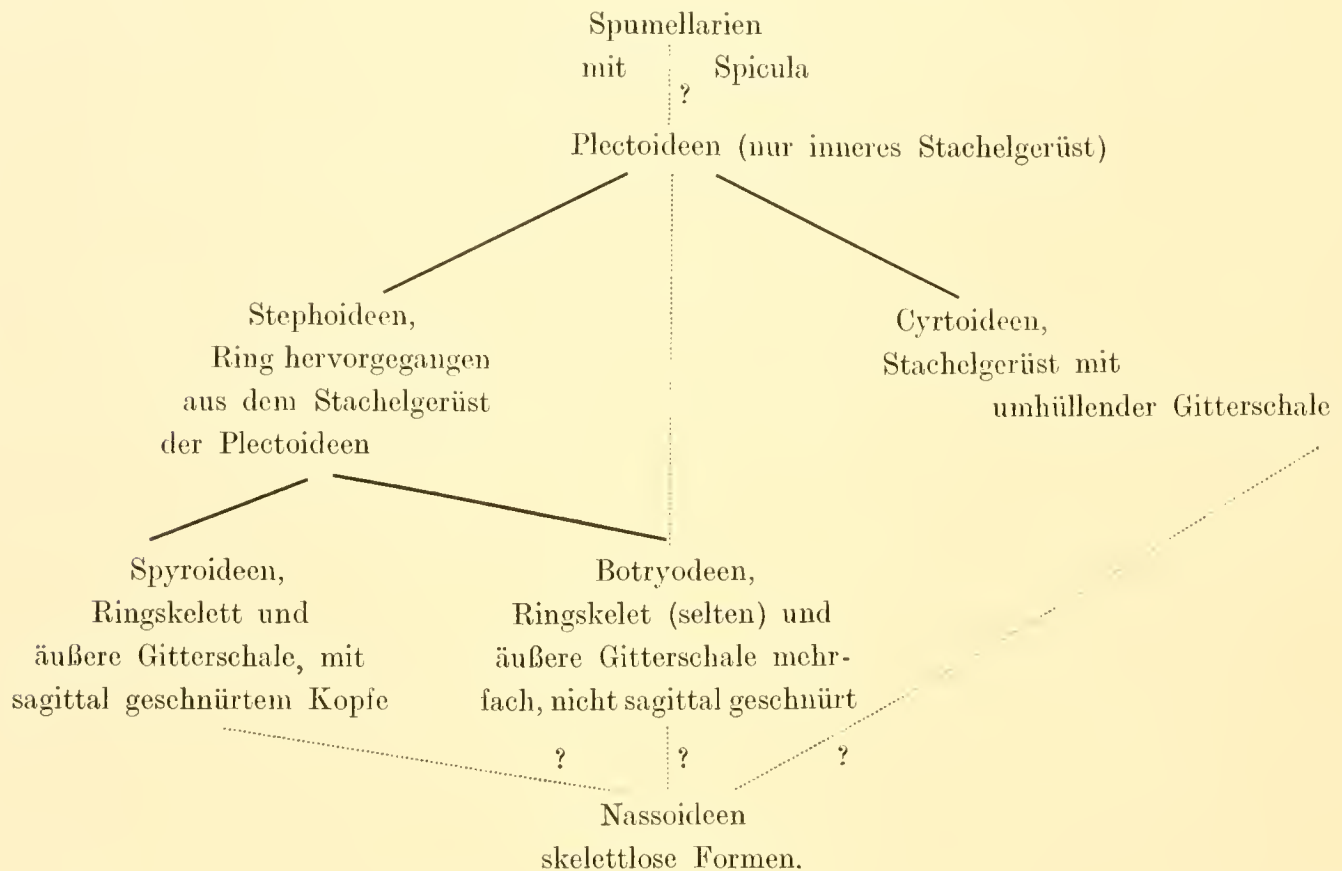 Spumellarien
mit Spicula
?
Plectoideen (nur inneres Stachelgerüst)
Stephoideen,
Ring hervorgegangen
aus dem Stachelgerüst
der Plectoideen
Cyrtoideen,
Stachelgerüst mit
umhüllender Gitterschale
Spyroideen,
Ringskelett und
äußere Gitterschale, mit
sagittal geschnürtem Kopfe
Botryodeen,
Ringskelet (selten) und
äußere Gitterschale mehr-
fach, nicht sagittal geschnürt
? ? ?
Nassoideen
skelettlose Formen.